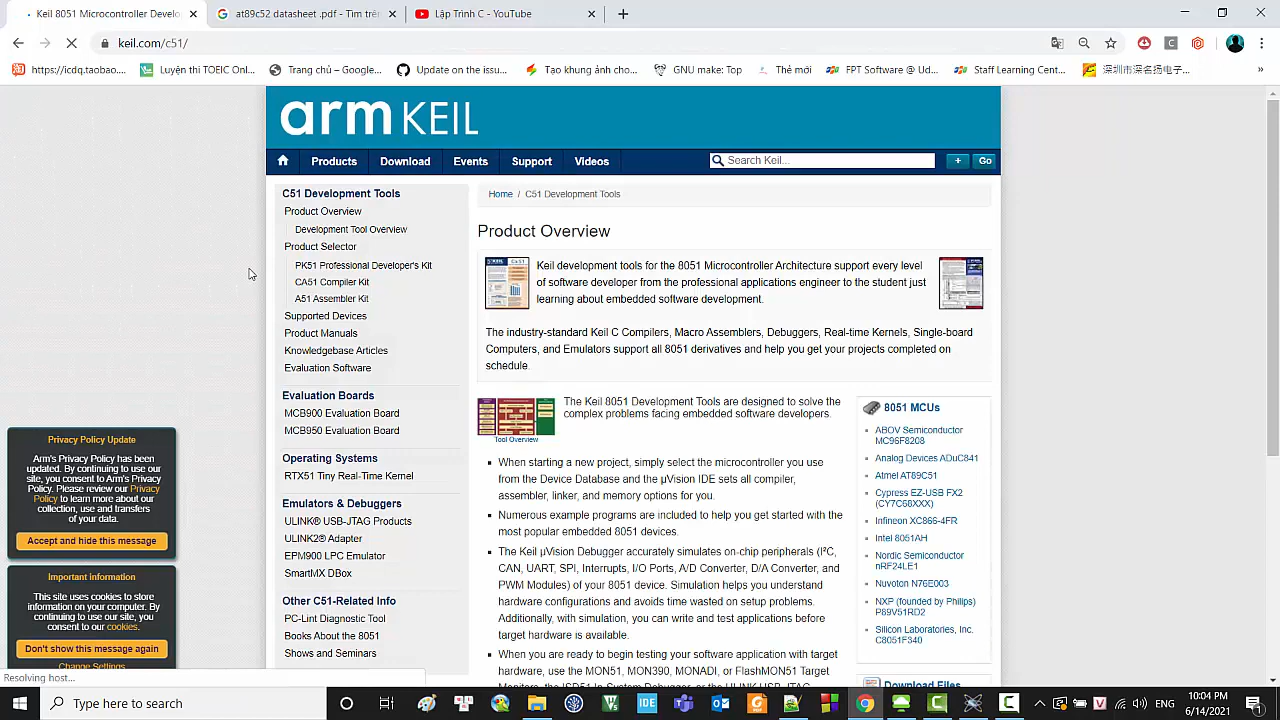 Keil 8051 Microcontroller Develo
at89c52 datasheet .pdf - Tìm trên
Lập Trình C - YouTube
keil.com/c51/
https://icdq.taobao....
Luyện thi TOEIC Onl...
Trang chủ – Google...
Update on the issu...
Tạo khung ảnh cho...
GNU make Top
Thẻ mới
FPT Software @ Ud...
Staff Learning Cent...
深圳市深名扬电子...
arm KEIL
Products
Download
Events
Support
Videos
Search Keil...
+
Go
C51 Development Tools
Product Overview
Development Tool Overview
Product Selector
PK51 Professional Developer's Kit
CA51 Compiler Kit
A51 Assembler Kit
Supported Devices
Product Manuals
Knowledgebase Articles
Evaluation Software
Evaluation Boards
MCB900 Evaluation Board
MCB950 Evaluation Board
Operating Systems
RTX51 Tiny Real-Time Kernel
Emulators & Debuggers
ULINK® USB-JTAG Products
ULINK2® Adapter
EPM900 LPC Emulator
SmartMX DBox
Other C51-Related Info
PC-Lint Diagnostic Tool
Books About the 8051
Shows and Seminars
Home / C51 Development Tools
Product Overview
Keil development tools for the 8051 Microcontroller Architecture support every level
of software developer from the professional applications engineer to the student just
learning about embedded software development.
The industry-standard Keil C Compilers, Macro Assemblers, Debuggers, Real-time Kernels, Single-board
Computers, and Emulators support all 8051 derivatives and help you get your projects completed on
schedule.
Tool Overview
The Keil 8051 Development Tools are designed to solve the
complex problems facing embedded software developers.
When starting a new project, simply select the microcontroller you use
from the Device Database and the µVision IDE sets all compiler,
assembler, linker, and memory options for you.
Numerous example programs are included to help you get started with the
most popular embedded 8051 devices.
The Keil µVision Debugger accurately simulates on-chip peripherals (I²C,
CAN, UART, SPI, Interrupts, I/O Ports, A/D Converter, D/A Converter, and
PWM Modules) of your 8051 device. Simulation helps you understand
hardware configurations and avoids time wasted on setup problems.
Additionally, with simulation, you can write and test applications before
target hardware is available.
When you are ready to begin testing your software application with target
hardware, use the MON51, MON390, MONADI, or FlashMON51 Target
8051 MCUs
ABOV Semiconductor
MC96F8208
Analog Devices ADuC841
Atmel AT89C51
Cypress EZ-USB FX2
(CY7C68XXX)
Infineon XC866-4FR
Intel 8051AH
Nordic Semiconductor
nRF24LE1
Nuvoton N76E003
NXP (founded by Philips)
P89V51RD2
Silicon Laboratories, Inc.
C8051F340
Download Files
Privacy Policy Update
Arm's Privacy Policy has been
updated. By continuing to use our
site, you consent to Arm's Privacy
Policy. Please review our Privacy
Policy to learn more about our
collection, use and transfers
of your data.
Accept and hide this message
Important information
This site uses cookies to store
information on your computer. By
continuing to use our site, you
consent to our cookies.
Don't show this message again
Change Settings
Resolving host...
Type here to search
IDE
ENG
10:04 PM
6/14/2021